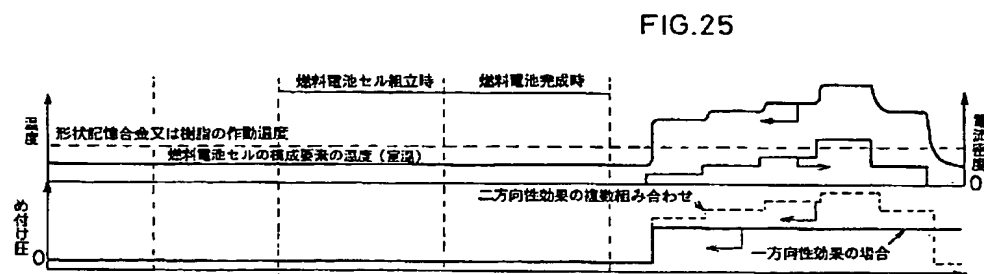 FIG.25
燃料電池セル組立時
燃料電池完成時
温度
形状記憶合金又は樹脂の作動温度
燃料電池セルの構成要素の温度（室温）
電流密度
0
二方向性効果の複数組み合わせ
め付け圧
0
一方向性効果の場合